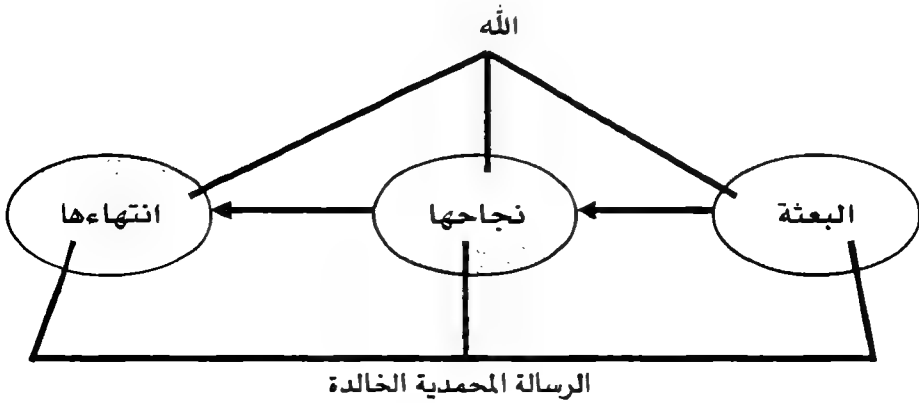 الله
البعثة
نجاحها
انتهاءها
الرسالة المحمدية الخالدة